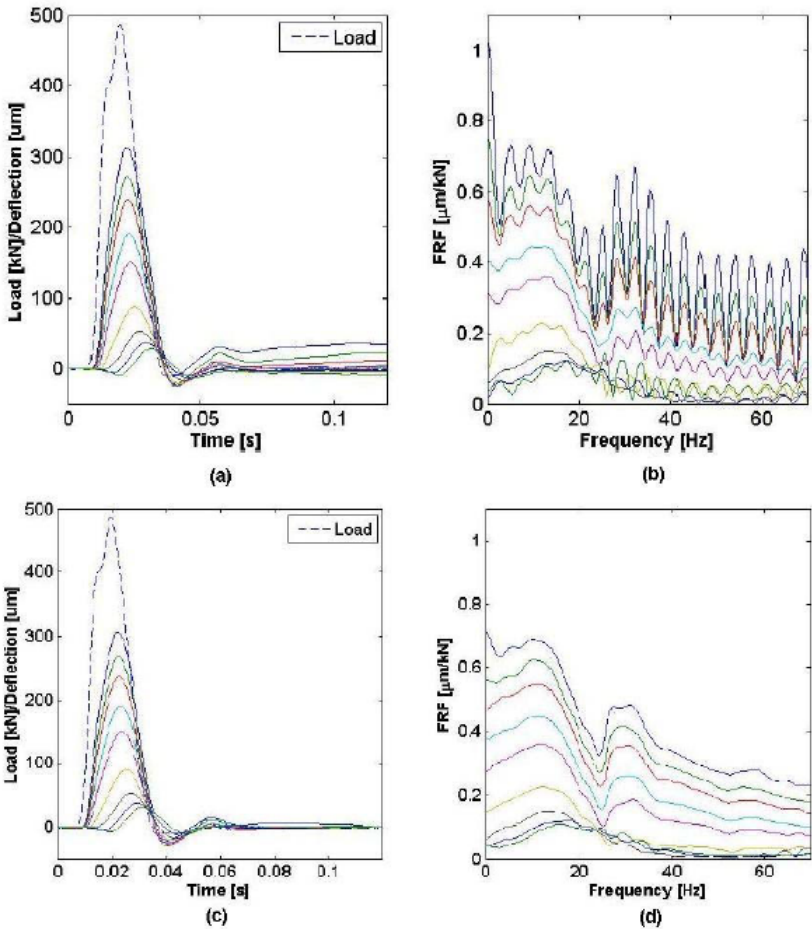 500
400
300
200
100
0
Load [kN]/Deflection [um]
Load
0
0.05
0.1
Time [s]
(a)
1
0.8
0.6
0.4
0.2
0
FRF [μm/kN]
0
20
40
60
Frequency [Hz]
(b)
500
400
300
200
100
0
Load [kN]/Deflection [um]
Load
0
0.02
0.04
0.06
0.08
0.1
Time [s]
(c)
1
0.8
0.6
0.4
0.2
0
FRF [μm/kN]
0
20
40
60
Frequency [Hz]
(d)